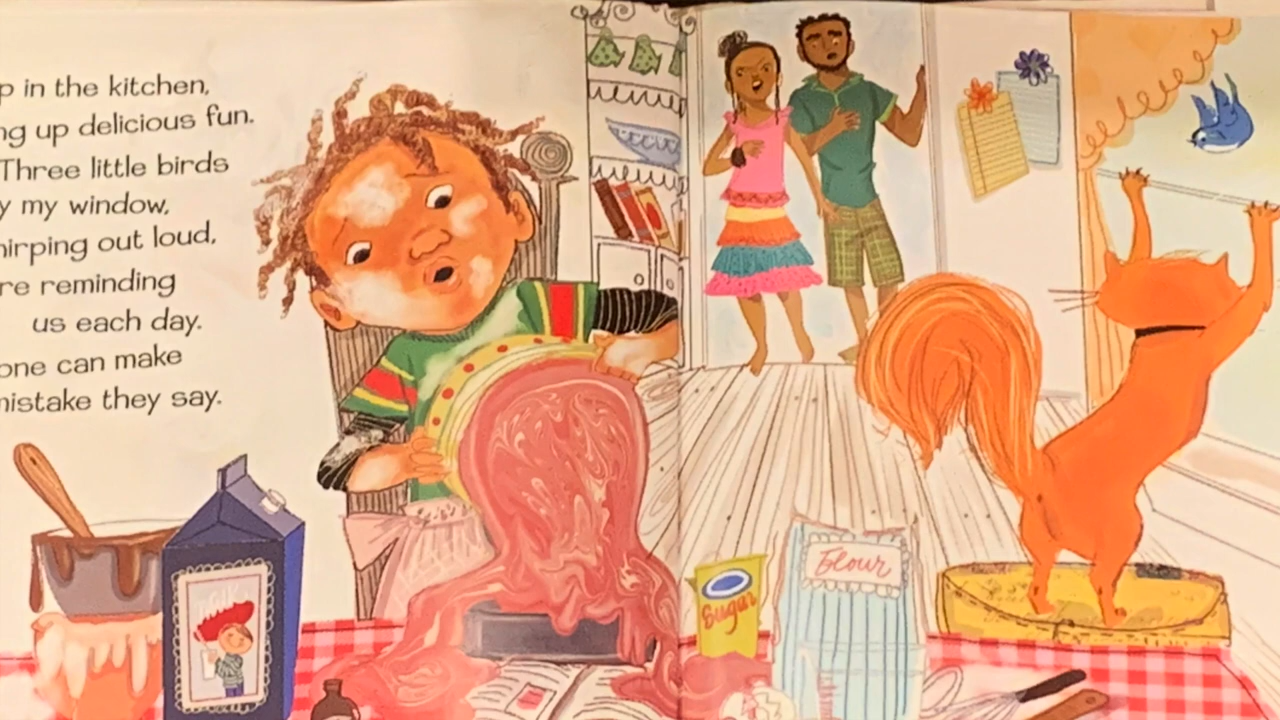 p in the kitchen,
ng up delicious fun.
Three little birds
y my window,
hirping out loud,
re reminding
us each day.
one can make
mistake they say.
Sugar
Flour